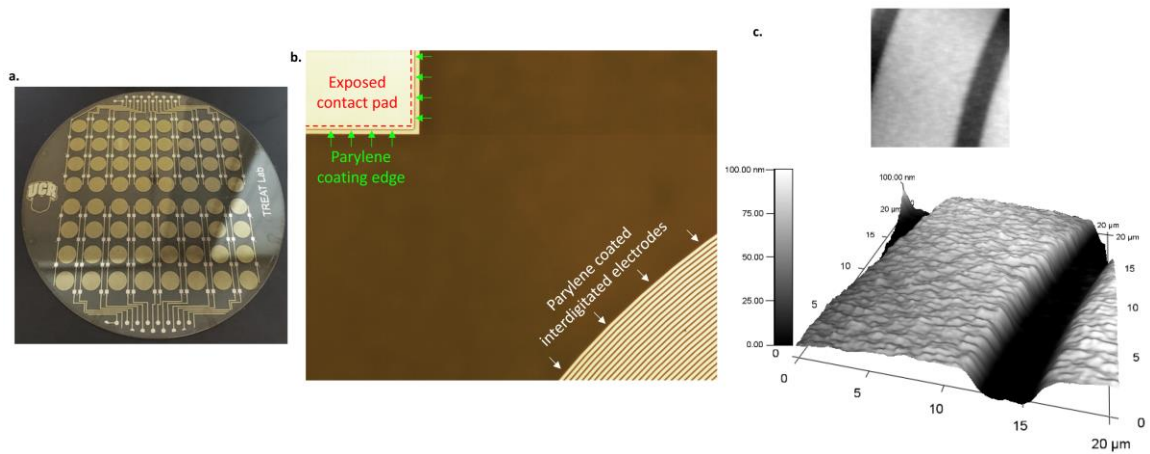 a.
UCR
TREAT Lab
b.
Exposed
contact pad
Parylene
coating edge
Parylene coated
interdigitated electrodes
c.
100.00 nm
75.00
50.00
25.00
0.00
100.00 nm
20 µm
15
10
5
0
0
5
10
15
20 µm
20 µm
20 µm
15
10
5
0